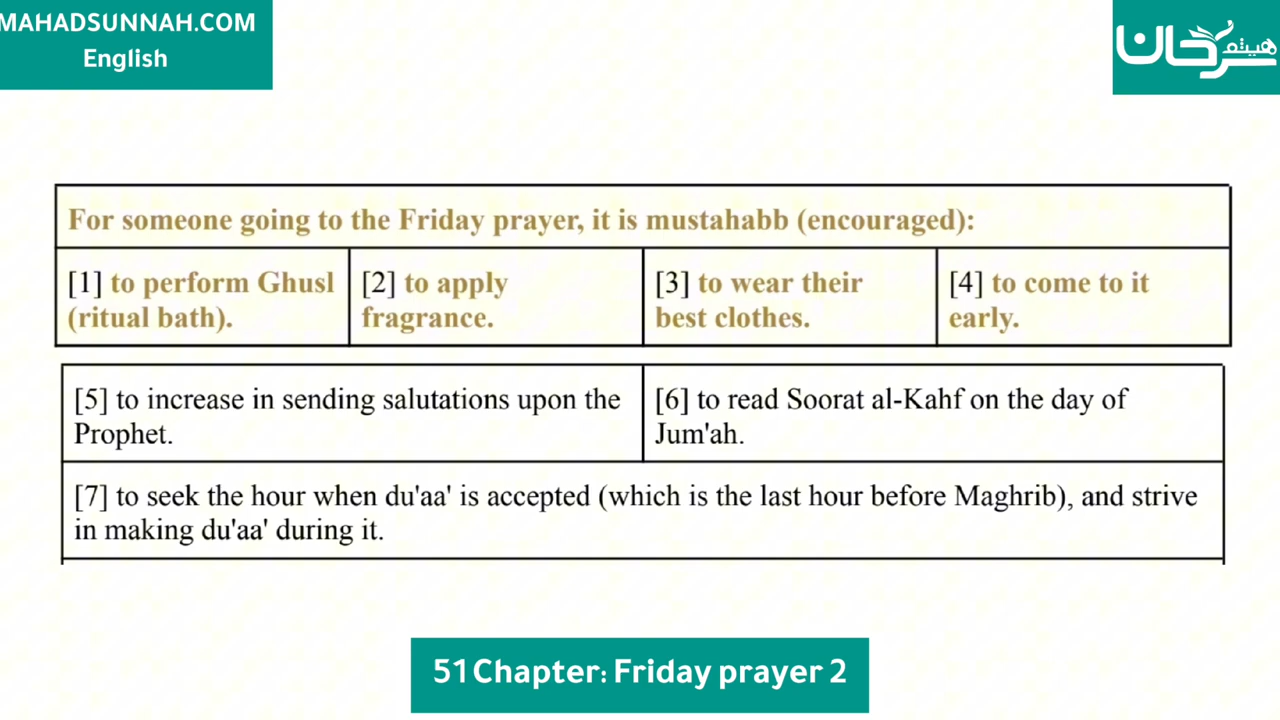 MAHADSUNNAH.COM
English
هيثم
سرحان
For someone going to the Friday prayer, it is mustahabb (encouraged):
[1] to perform Ghusl
(ritual bath).
[2] to apply
fragrance.
[3] to wear their
best clothes.
[4] to come to it
early.
[5] to increase in sending salutations upon the
Prophet.
[6] to read Soorat al-Kahf on the day of
Jum'ah.
[7] to seek the hour when du'aa' is accepted (which is the last hour before Maghrib), and strive
in making du'aa' during it.
51 Chapter: Friday prayer 2